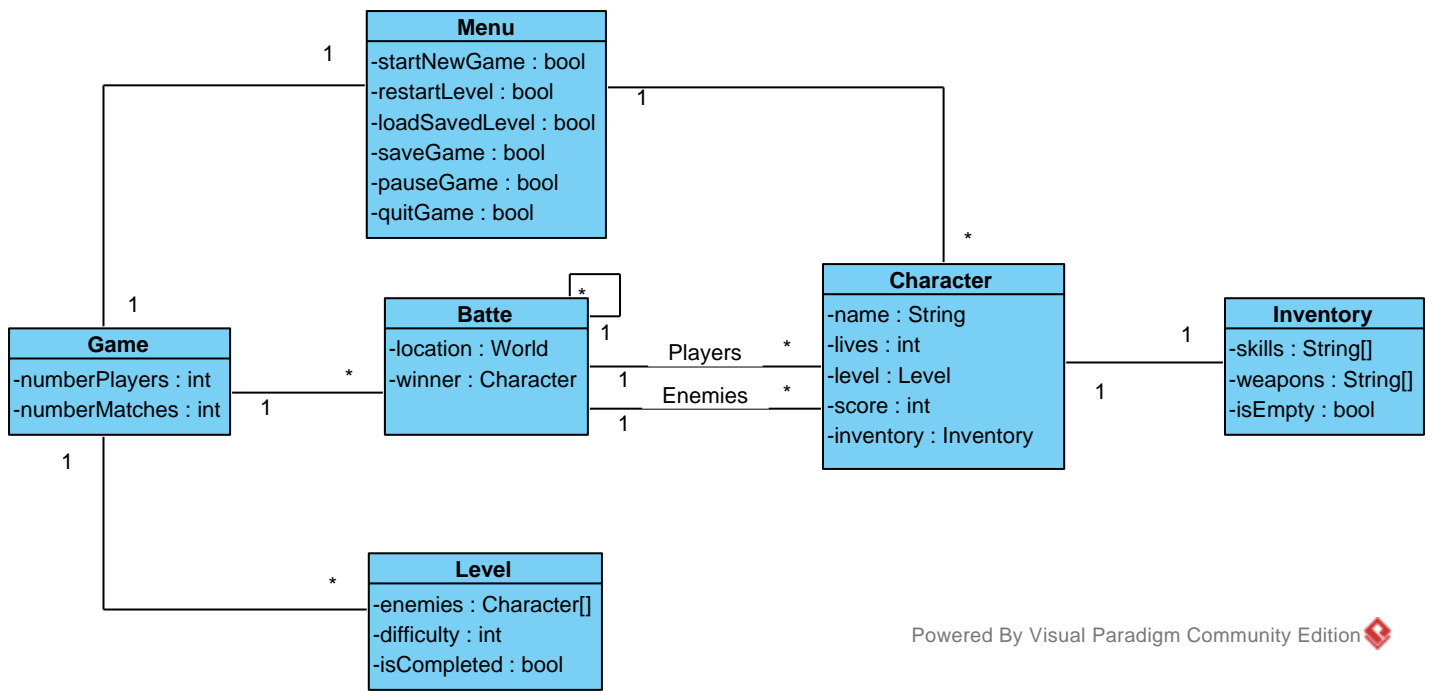 Menu
-startNewGame : bool
-restartLevel : bool
-loadSavedLevel : bool
-saveGame : bool
-pauseGame : bool
-quitGame : bool
1
1
*
1
Game
-numberPlayers : int
-numberMatches : int
1
*
1
Batte
-location : World
-winner : Character
*
1
Players
1
*
Enemies
1
*
Character
-name : String
-lives : int
-level : Level
-score : int
-inventory : Inventory
1
1
Inventory
-skills : String[]
-weapons : String[]
-isEmpty : bool
*
Level
-enemies : Character[]
-difficulty : int
-isCompleted : bool
Powered By Visual Paradigm Community Edition